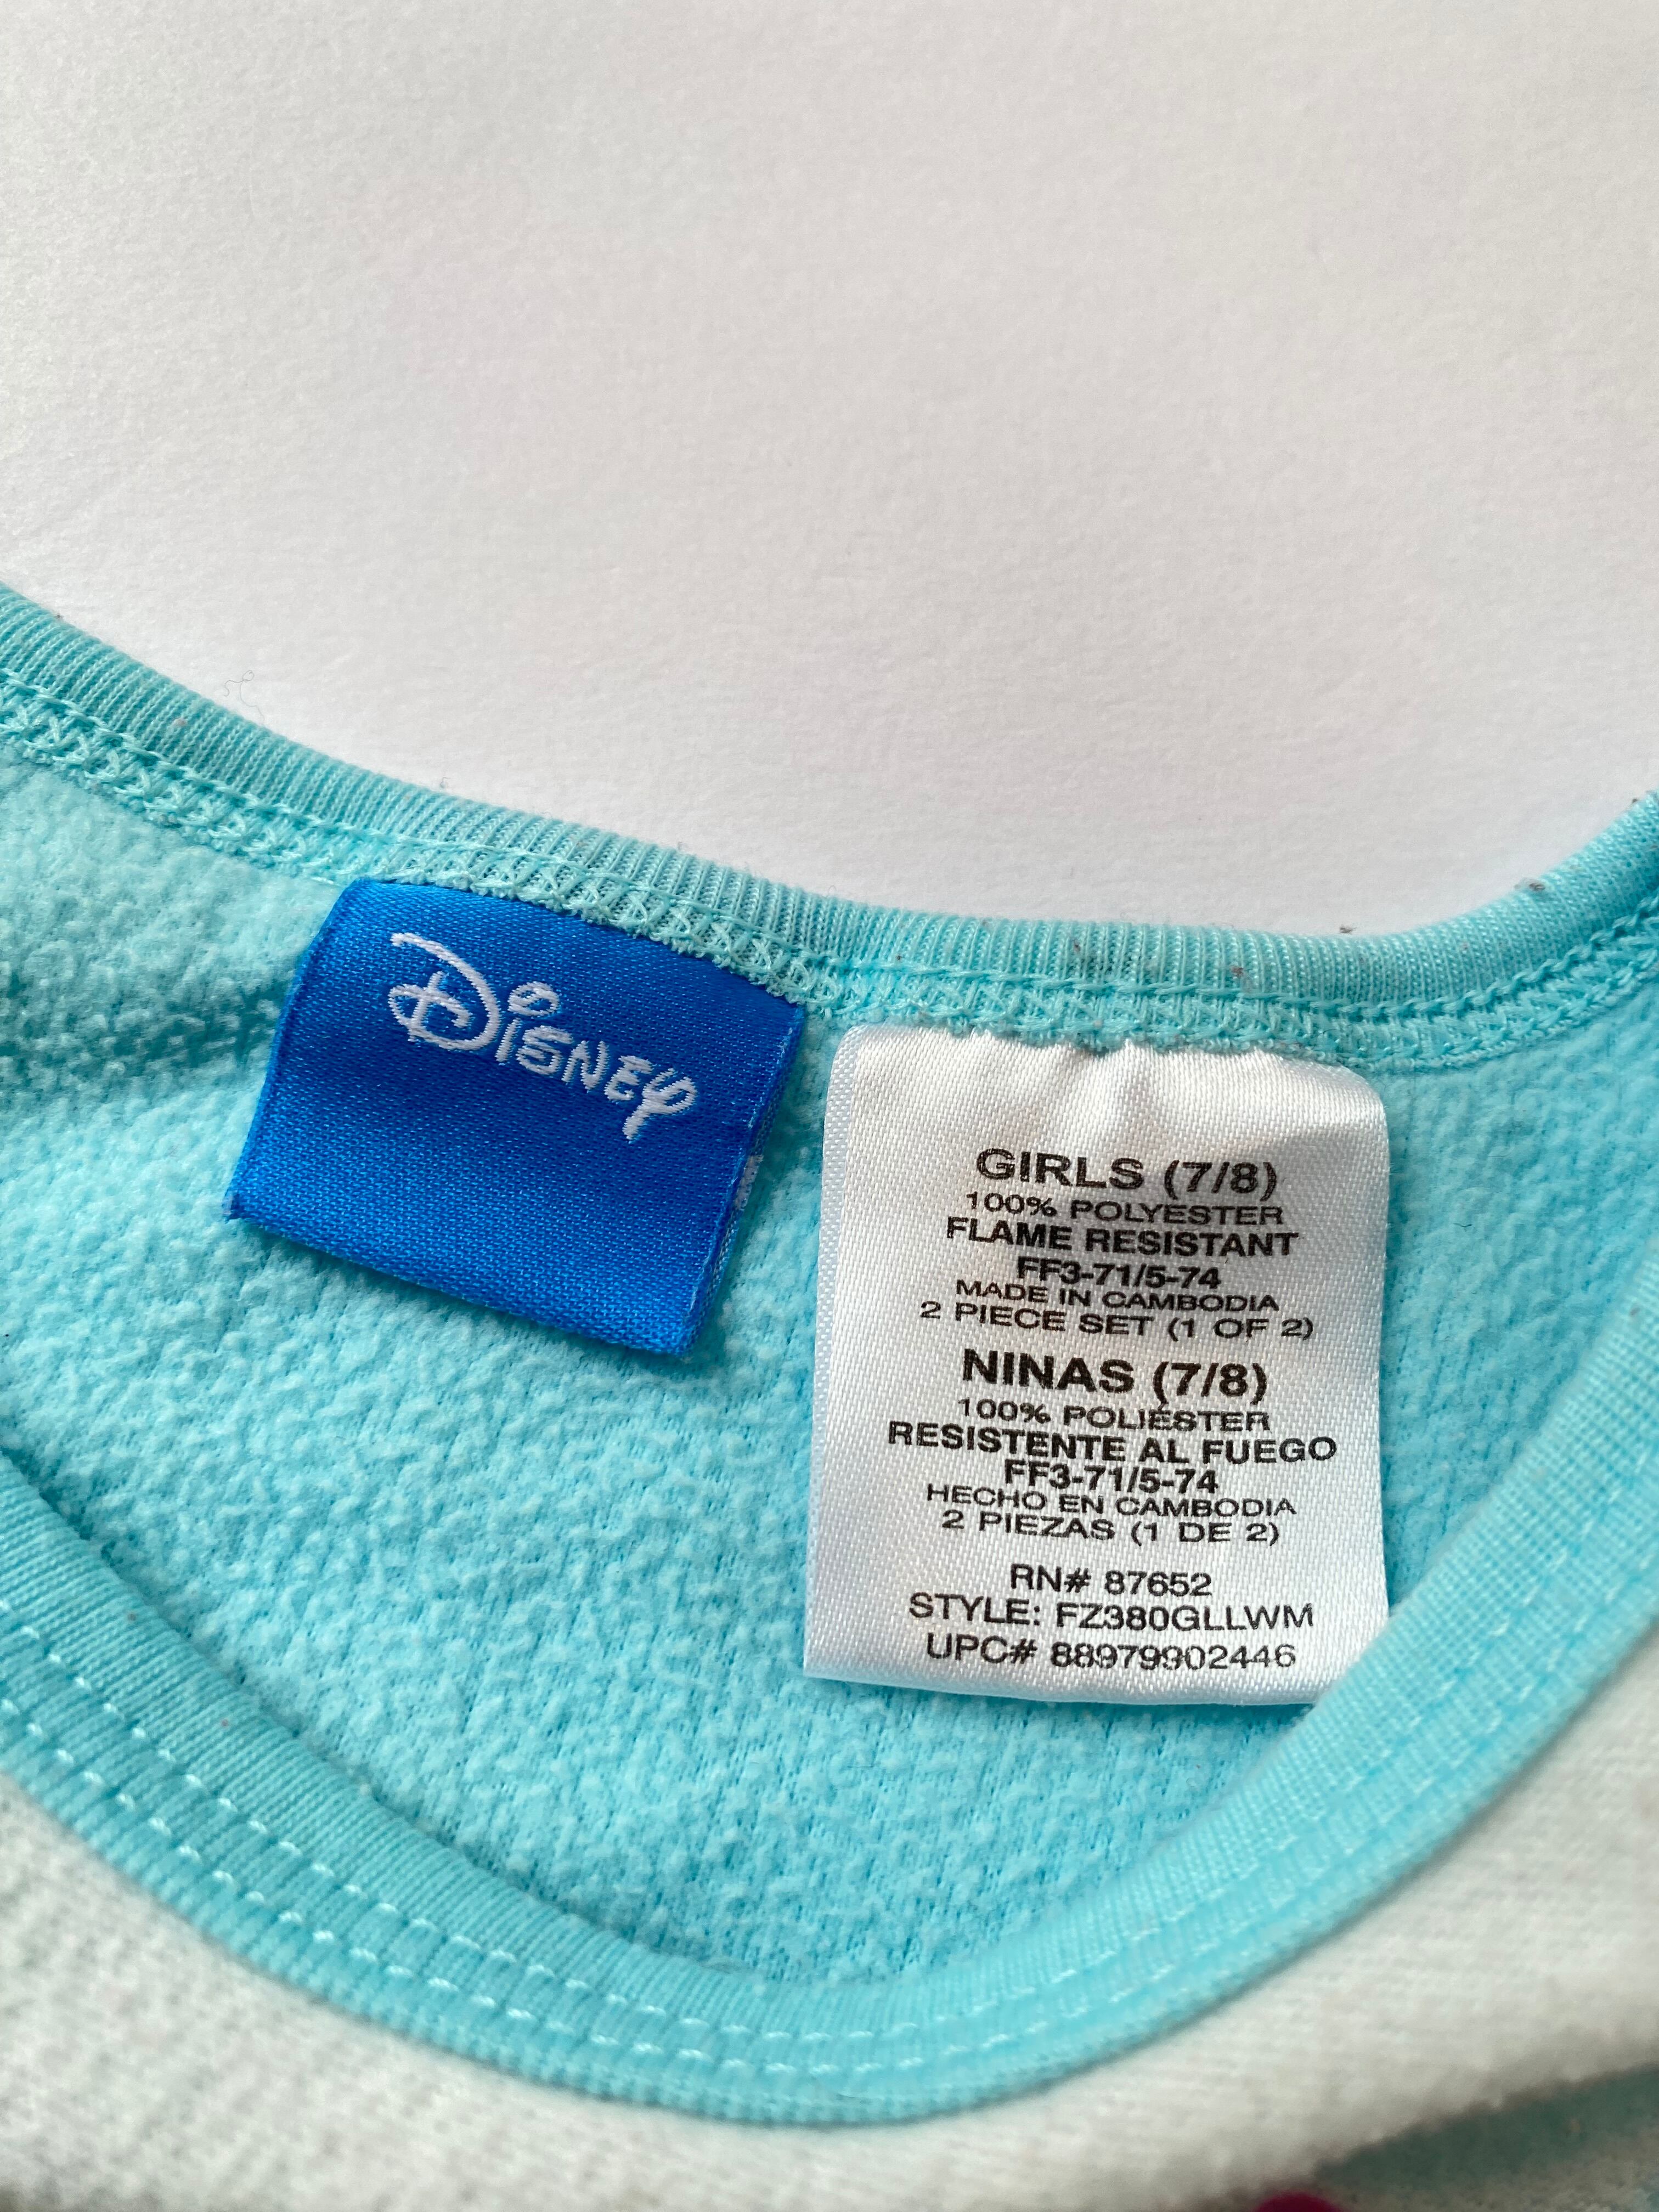 Disney
GIRLS (7/8)
100% POLYESTER
FLAME RESISTANT
FF3-71/5-74
MADE IN CAMBODIA
2 PIECE SET (1 OF 2)
NINAS (7/8)
100% POLIÉSTER
RESISTENTE AL FUEGO
FF3-71/5-74
HECHO EN CAMBODIA
2 PIEZAS (1 DE 2)
RN# 87652
STYLE: FZ380GLLWM
UPC# 88979902446